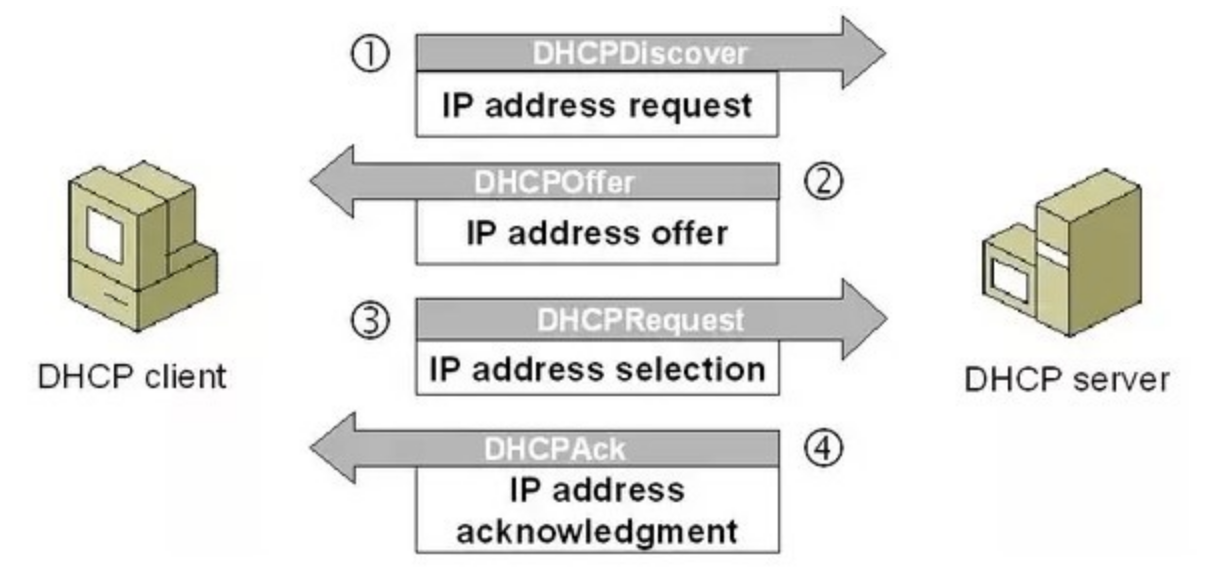 ① DHCPDiscover
IP address request
DHCPOffer ②
IP address offer
③ DHCPRequest
IP address selection
DHCP client
DHCP server
DHCPAck ④
IP address
acknowledgment